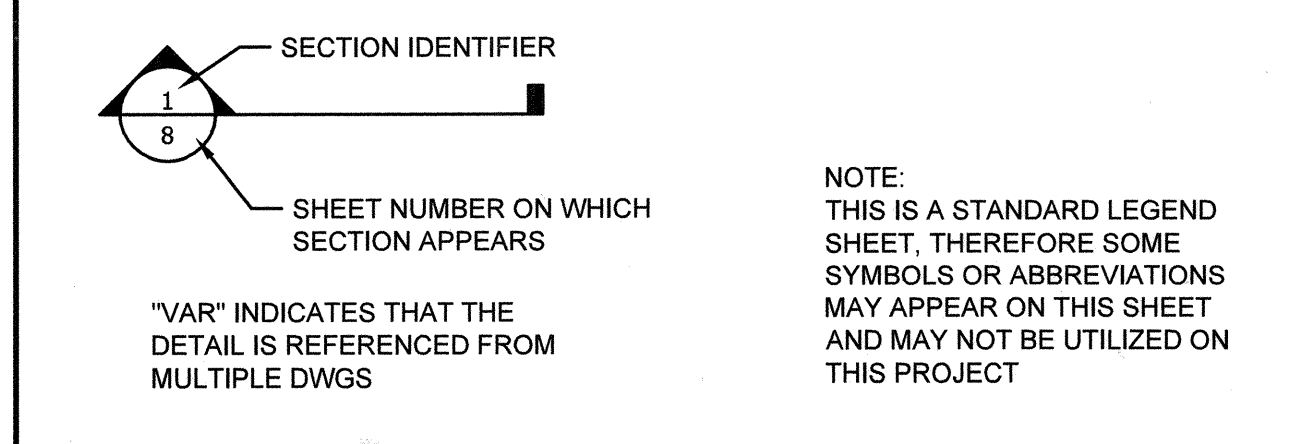 SECTION IDENTIFIER
1
8
SHEET NUMBER ON WHICH
SECTION APPEARS
"VAR" INDICATES THAT THE
DETAIL IS REFERENCED FROM
MULTIPLE DWGS
NOTE:
THIS IS A STANDARD LEGEND
SHEET, THEREFORE SOME
SYMBOLS OR ABBREVIATIONS
MAY APPEAR ON THIS SHEET
AND MAY NOT BE UTILIZED ON
THIS PROJECT